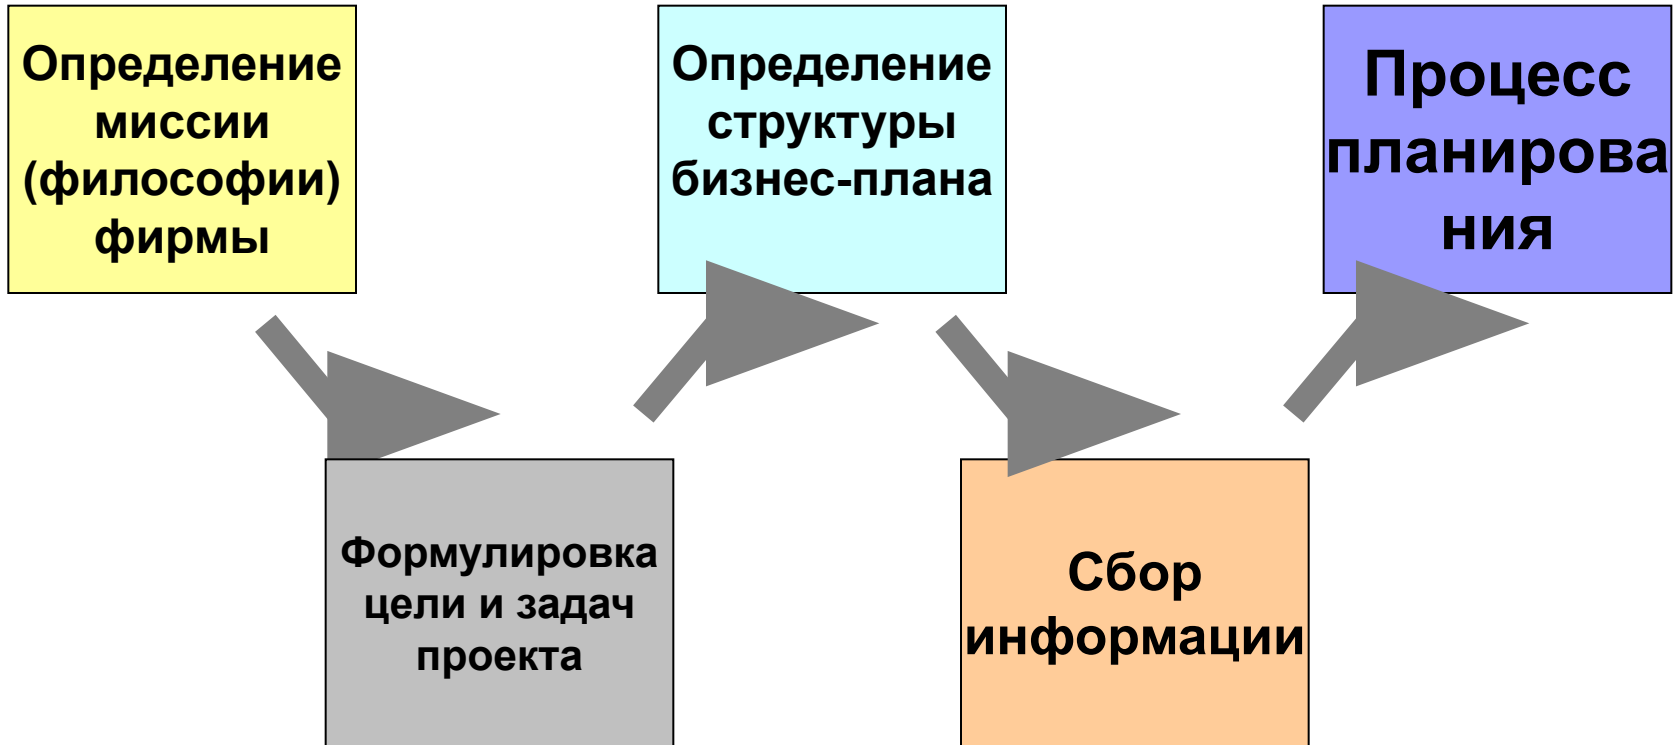 Определение
миссии
(философии)
фирмы
Формулировка
цели и задач
проекта
Определение
структуры
бизнес-плана
Сбор
информации
Процесс
планирова
ния